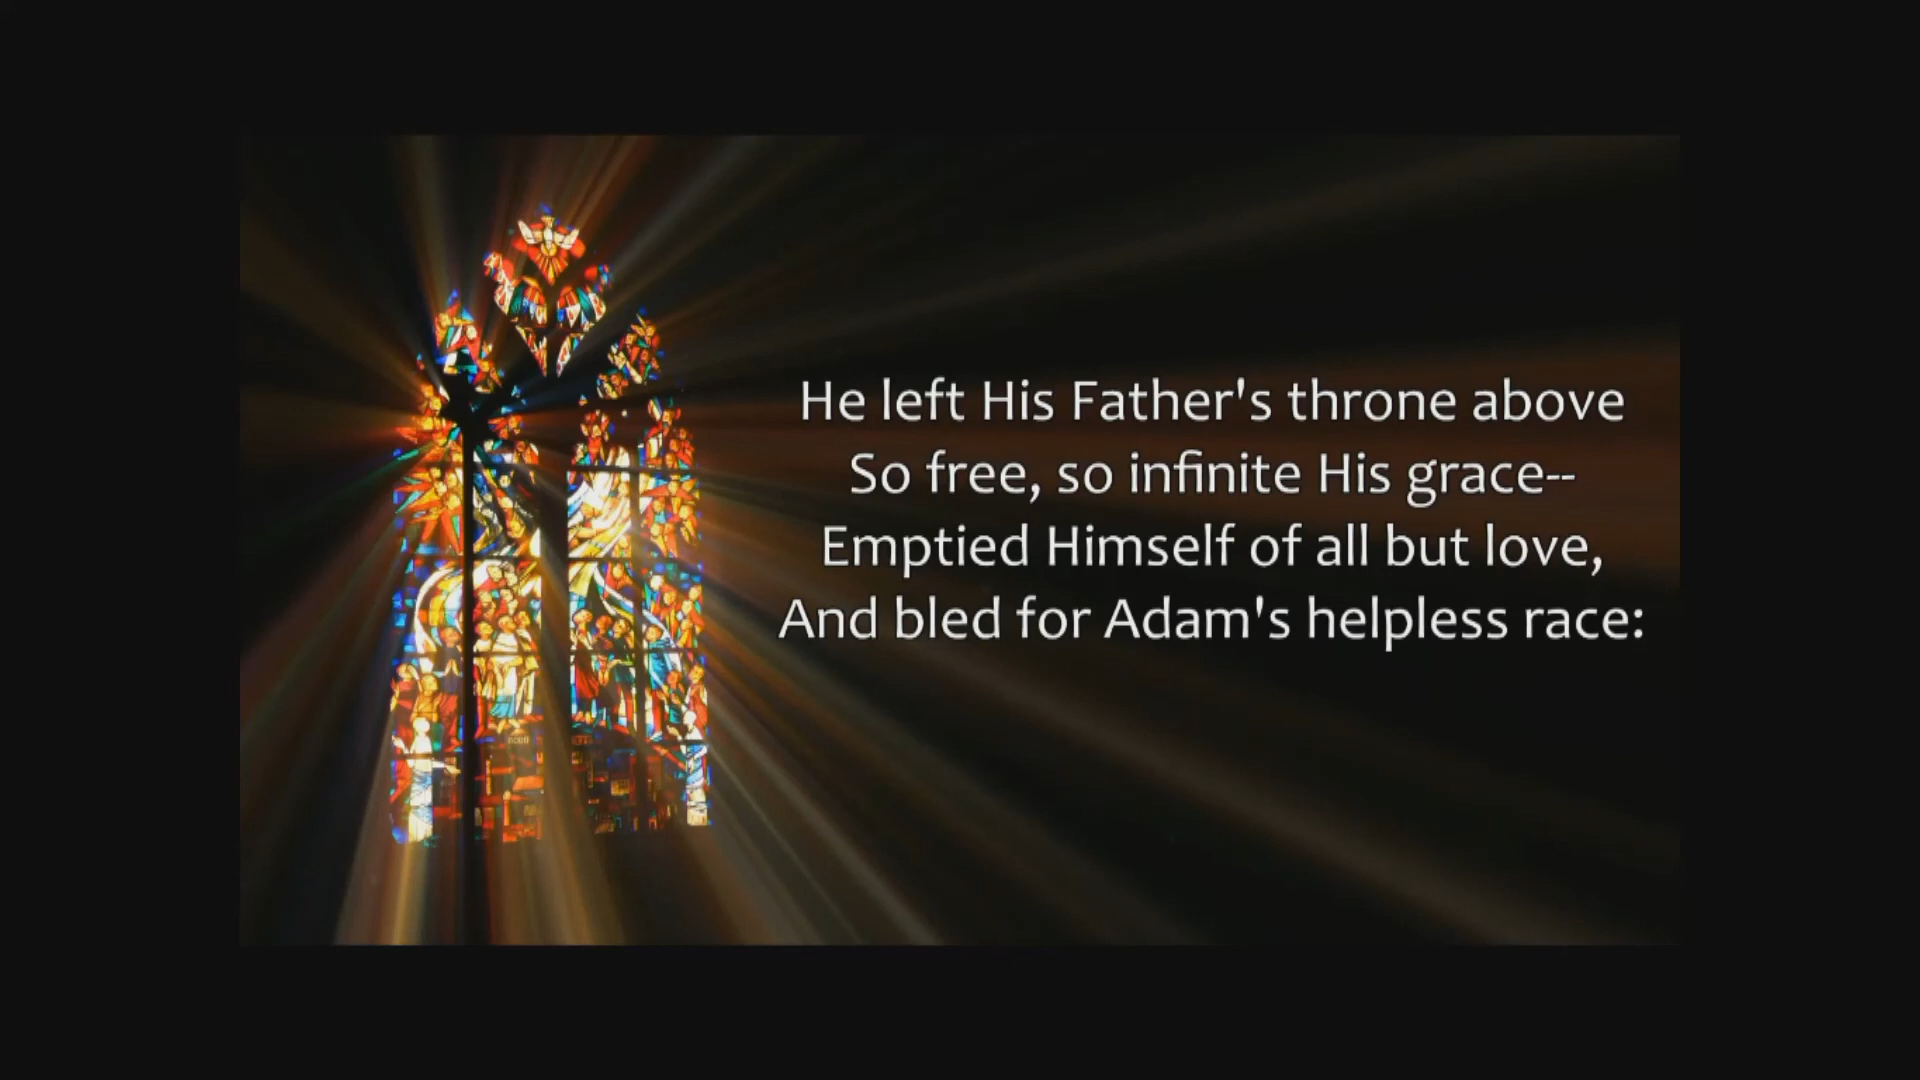 He left His Father's throne above
So free, so infinite His grace--
Emptied Himself of all but love,
And bled for Adam's helpless race: